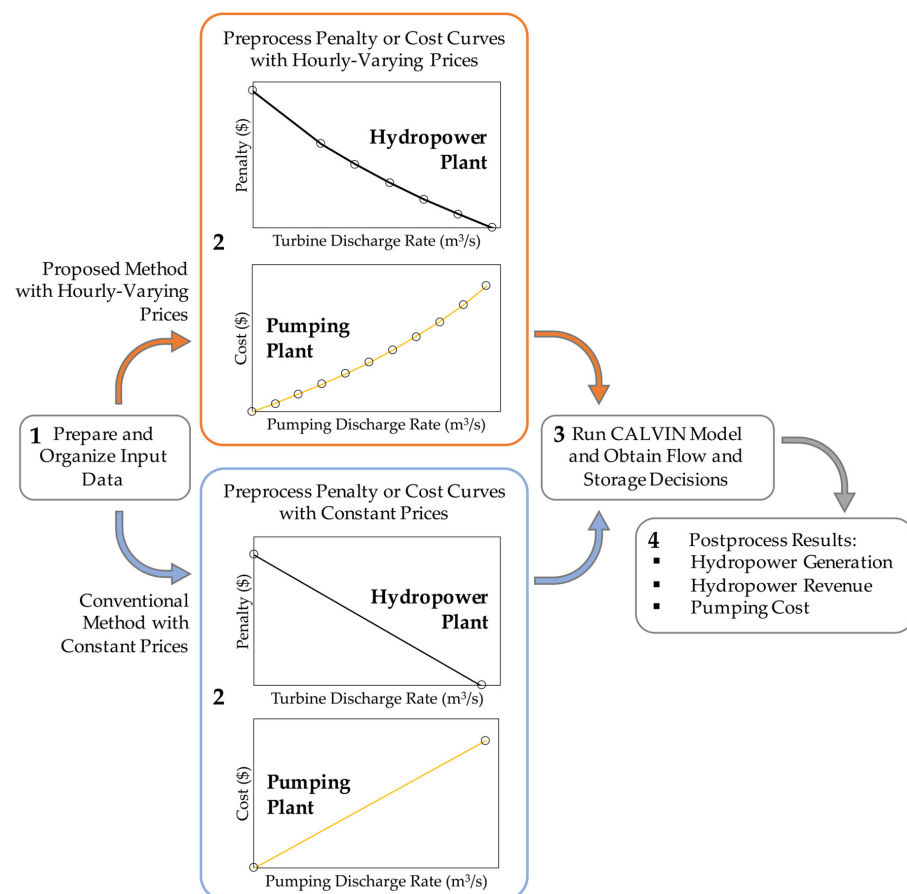 Preprocess Penalty or Cost Curves
with Hourly-Varying Prices
Penalty ($)
Hydropower
Plant
2
Turbine Discharge Rate (m³/s)
Proposed Method
with Hourly-Varying
Prices
Cost ($)
Pumping
Plant
Pumping Discharge Rate (m³/s)
1 Prepare and
Organize Input
Data
3 Run CALVIN Model
and Obtain Flow and
Storage Decisions
Preprocess Penalty or Cost Curves
with Constant Prices
4 Postprocess Results:
▪ Hydropower Generation
▪ Hydropower Revenue
▪ Pumping Cost
Penalty ($)
Hydropower
Plant
Conventional
Method with
Constant Prices
2
Turbine Discharge Rate (m³/s)
Cost ($)
Pumping
Plant
Pumping Discharge Rate (m³/s)